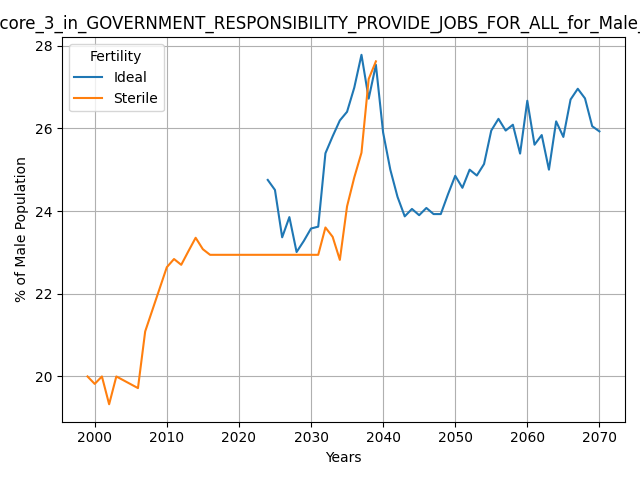 core_3_in_GOVERNMENT_RESPONSIBILITY_PROVIDE_JOBS_FOR_ALL_for_Male_
Fertility
Ideal
Sterile
% of Male Population
28
26
24
22
20
2000 2010 2020 2030 2040 2050 2060 2070
Years